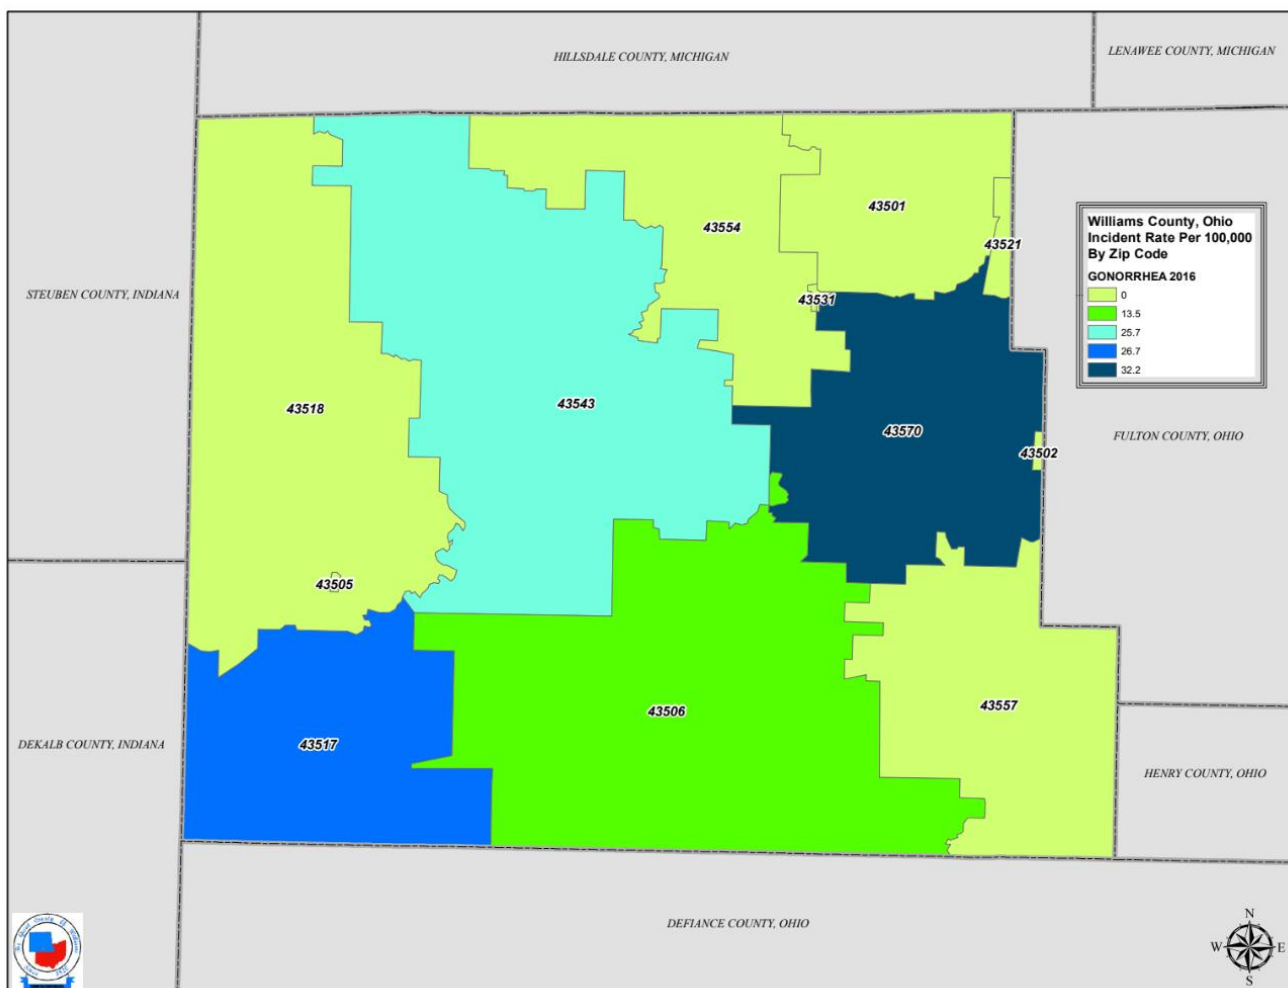 HILLSDALE COUNTY, MICHIGAN
LENAWEE COUNTY, MICHIGAN
STEUBEN COUNTY, INDIANA
DEKALB COUNTY, INDIANA
43554
43501
43521
43531
43518
43543
43570
43502
43505
43517
43506
43557
Williams County, Ohio
Incident Rate Per 100,000
By Zip Code
GONORRHEA 2016
0
13.5
25.7
26.7
32.2
FULTON COUNTY, OHIO
HENRY COUNTY, OHIO
DEFIANCE COUNTY, OHIO
N
W
E
S